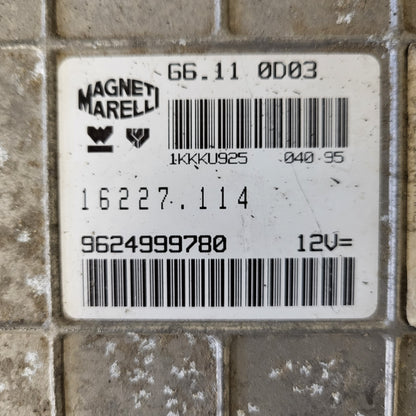 G6.11 0D03
MAGNETI
MARELLI
1KKKU925 040 95
16227.114
9624999780 12V=